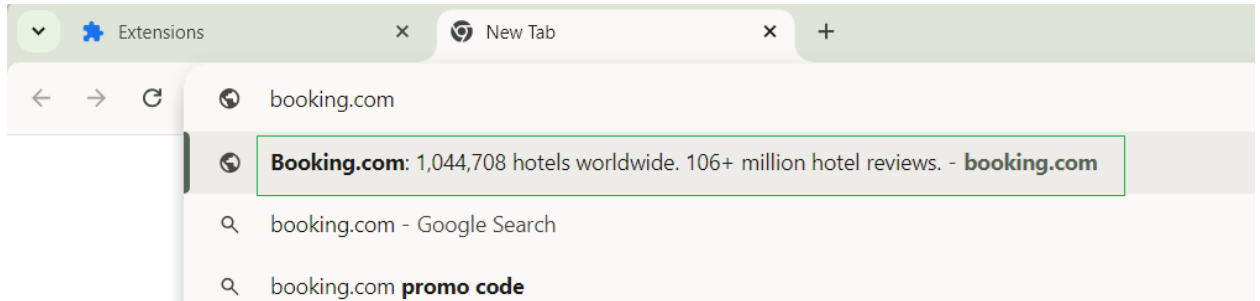 Extensions
New Tab
booking.com
Booking.com: 1,044,708 hotels worldwide. 106+ million hotel reviews. - booking.com
booking.com - Google Search
booking.com promo code